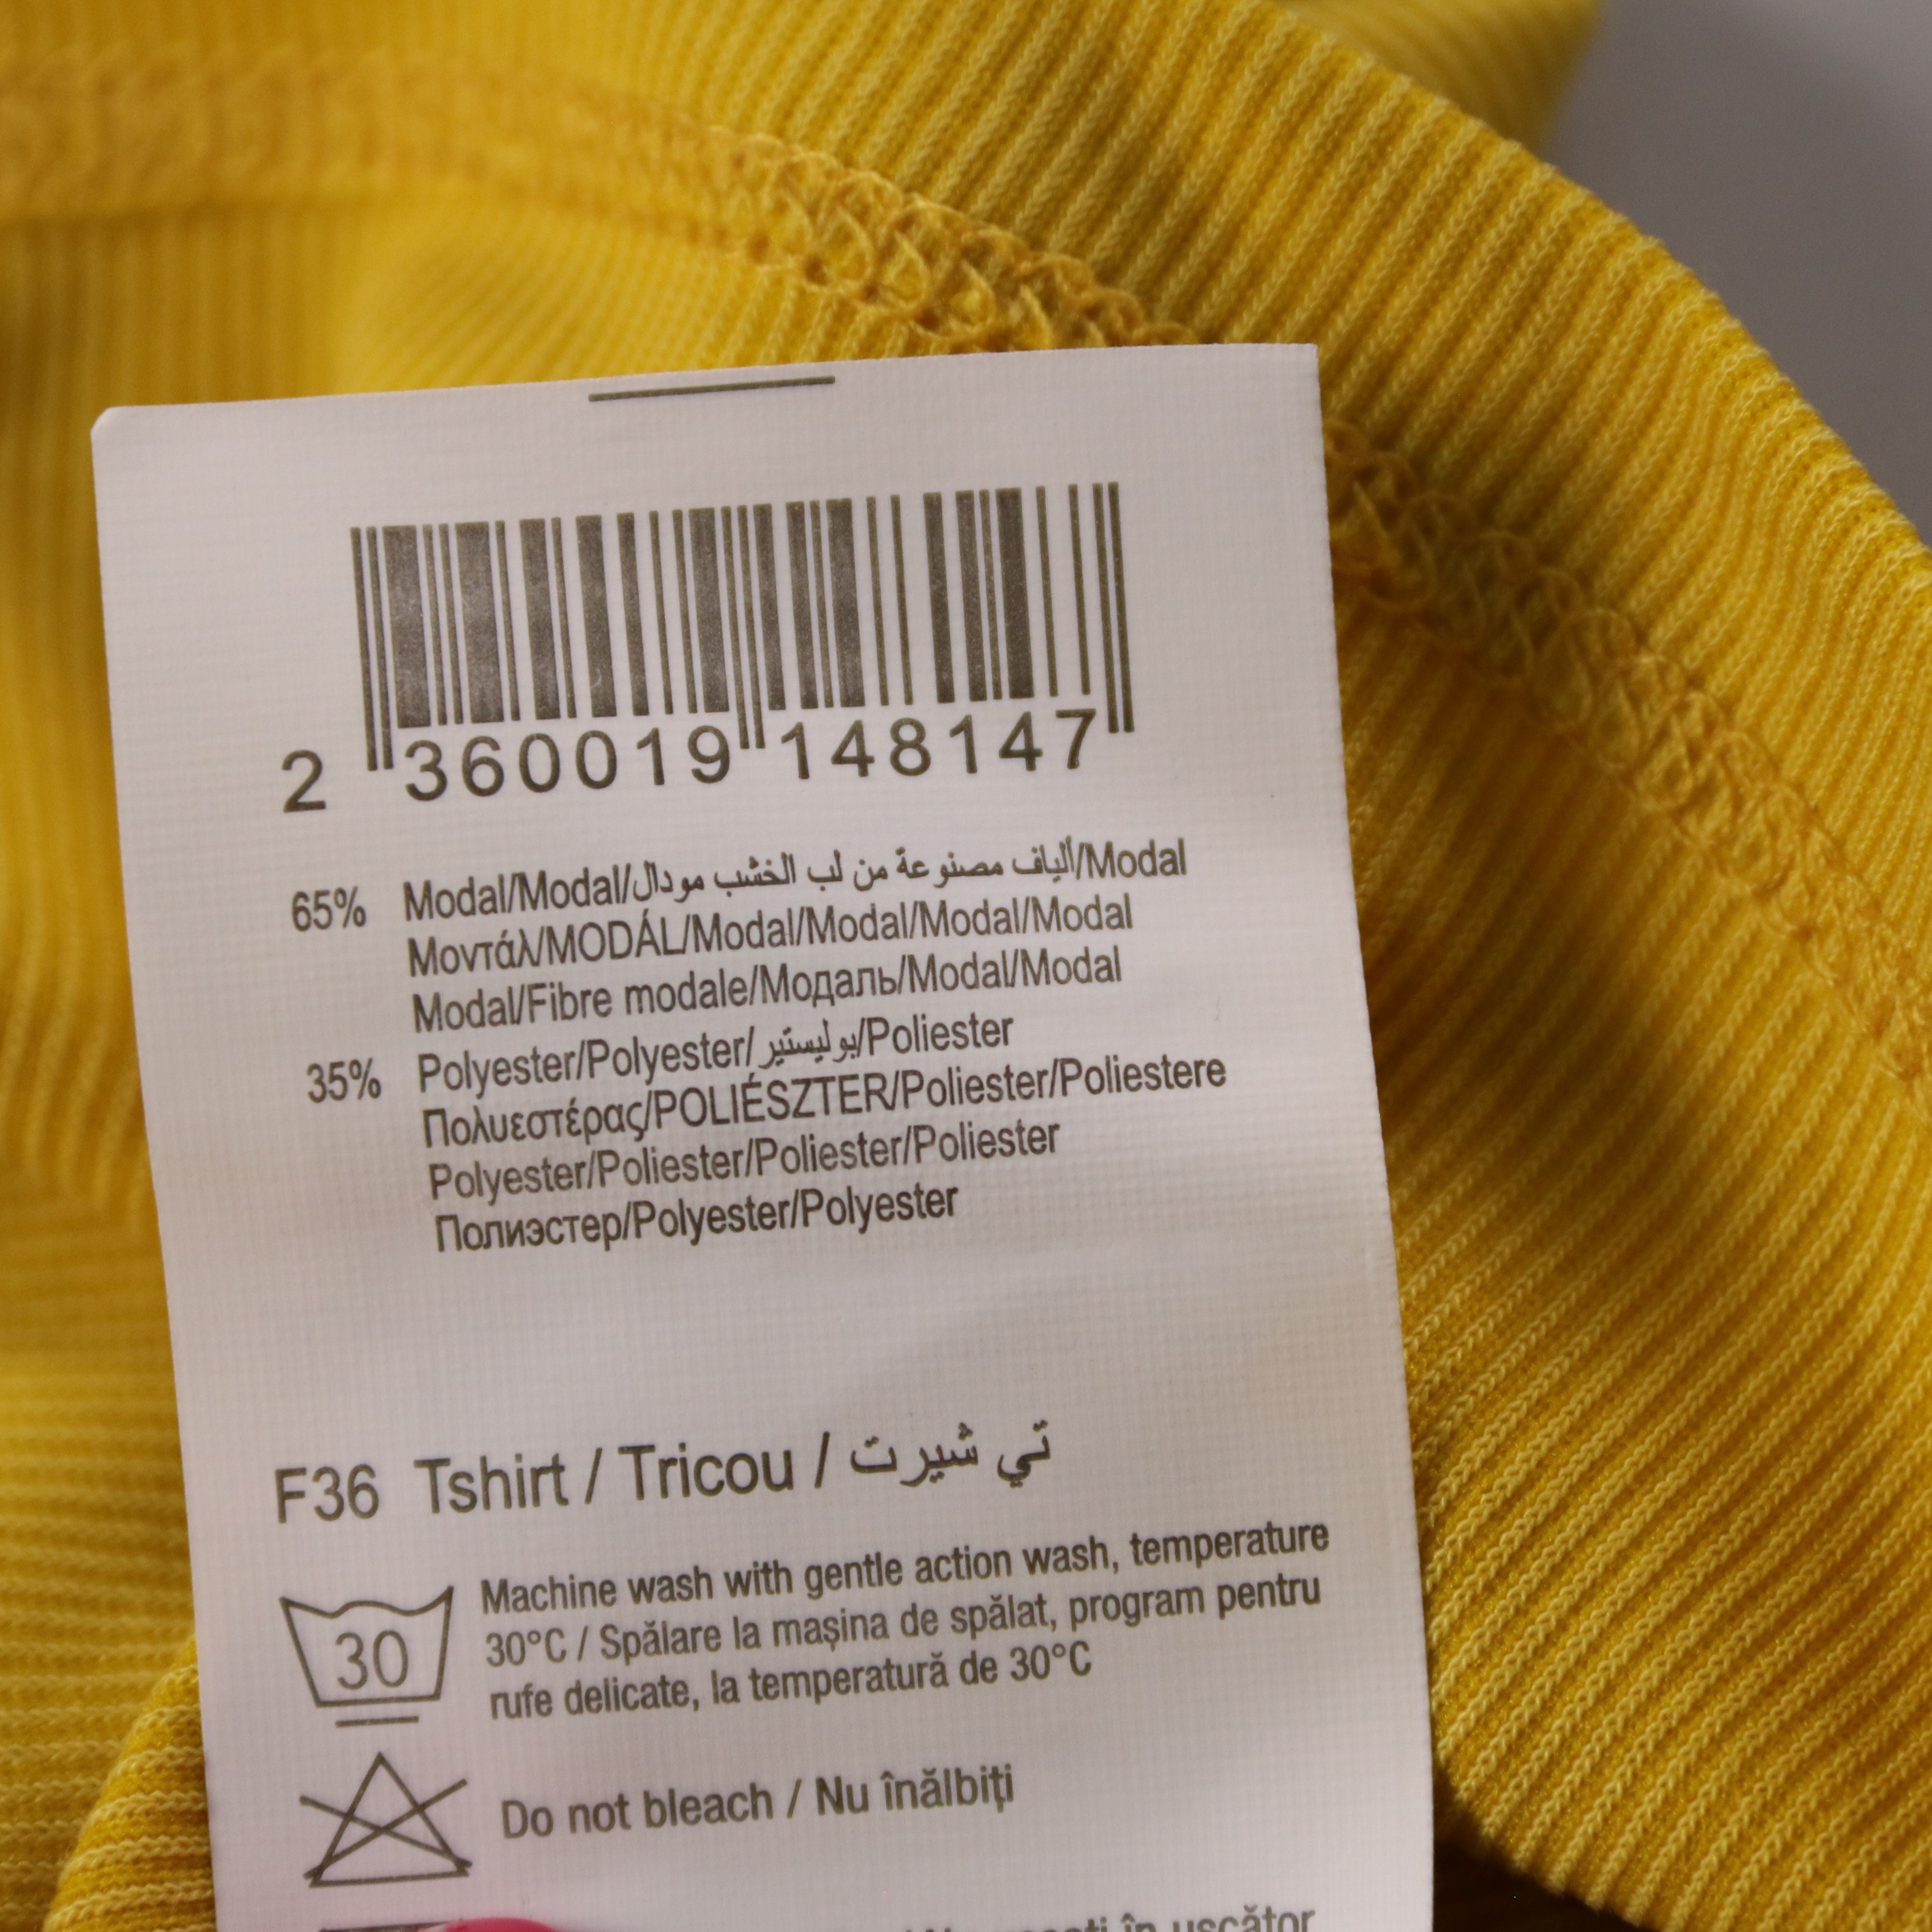 2 360019 148147
65% Modal/Modal/ألياف مصنوعة من لب الخشب مودال/Modal
Μοντάλ/MODÁL/Modal/Modal/Modal/Modal
Modal/Fibre modale/Модаль/Modal/Modal
35% Polyester/Polyester/بوليستير/Poliester
Πολυεστέρας/POLIÉSZTER/Poliester/Poliestere
Polyester/Poliester/Poliester/Poliester
Полиэстер/Polyester/Polyester
F36 Tshirt / Tricou / تي شيرت
Machine wash with gentle action wash, temperature
30°C / Spălare la mașina de spălat, program pentru
rufe delicate, la temperatură de 30°C
30
Do not bleach / Nu înălbiți
în uscător